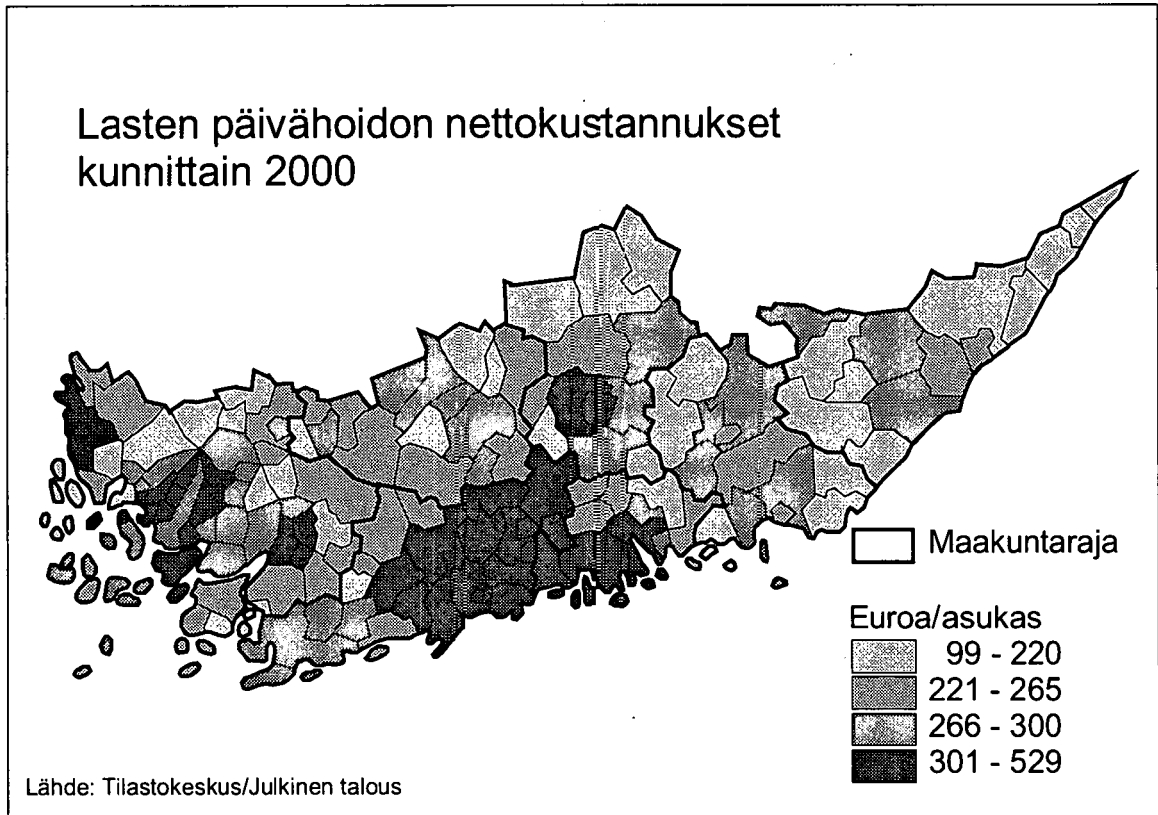 Lasten päivähoidon nettokustannukset
kunnittain 2000
Maakuntaraja
Euroa/asukas
99 - 220
221 - 265
266 - 300
301 - 529
Lähde: Tilastokeskus/Julkinen talous